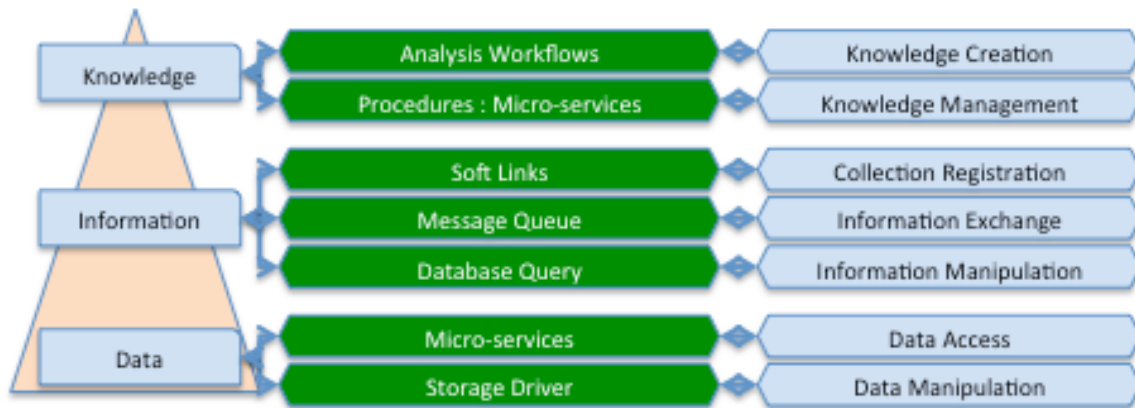 Knowledge
Analysis Workflows
Knowledge Creation
Procedures : Micro-services
Knowledge Management
Information
Soft Links
Collection Registration
Message Queue
Information Exchange
Database Query
Information Manipulation
Data
Micro-services
Data Access
Storage Driver
Data Manipulation